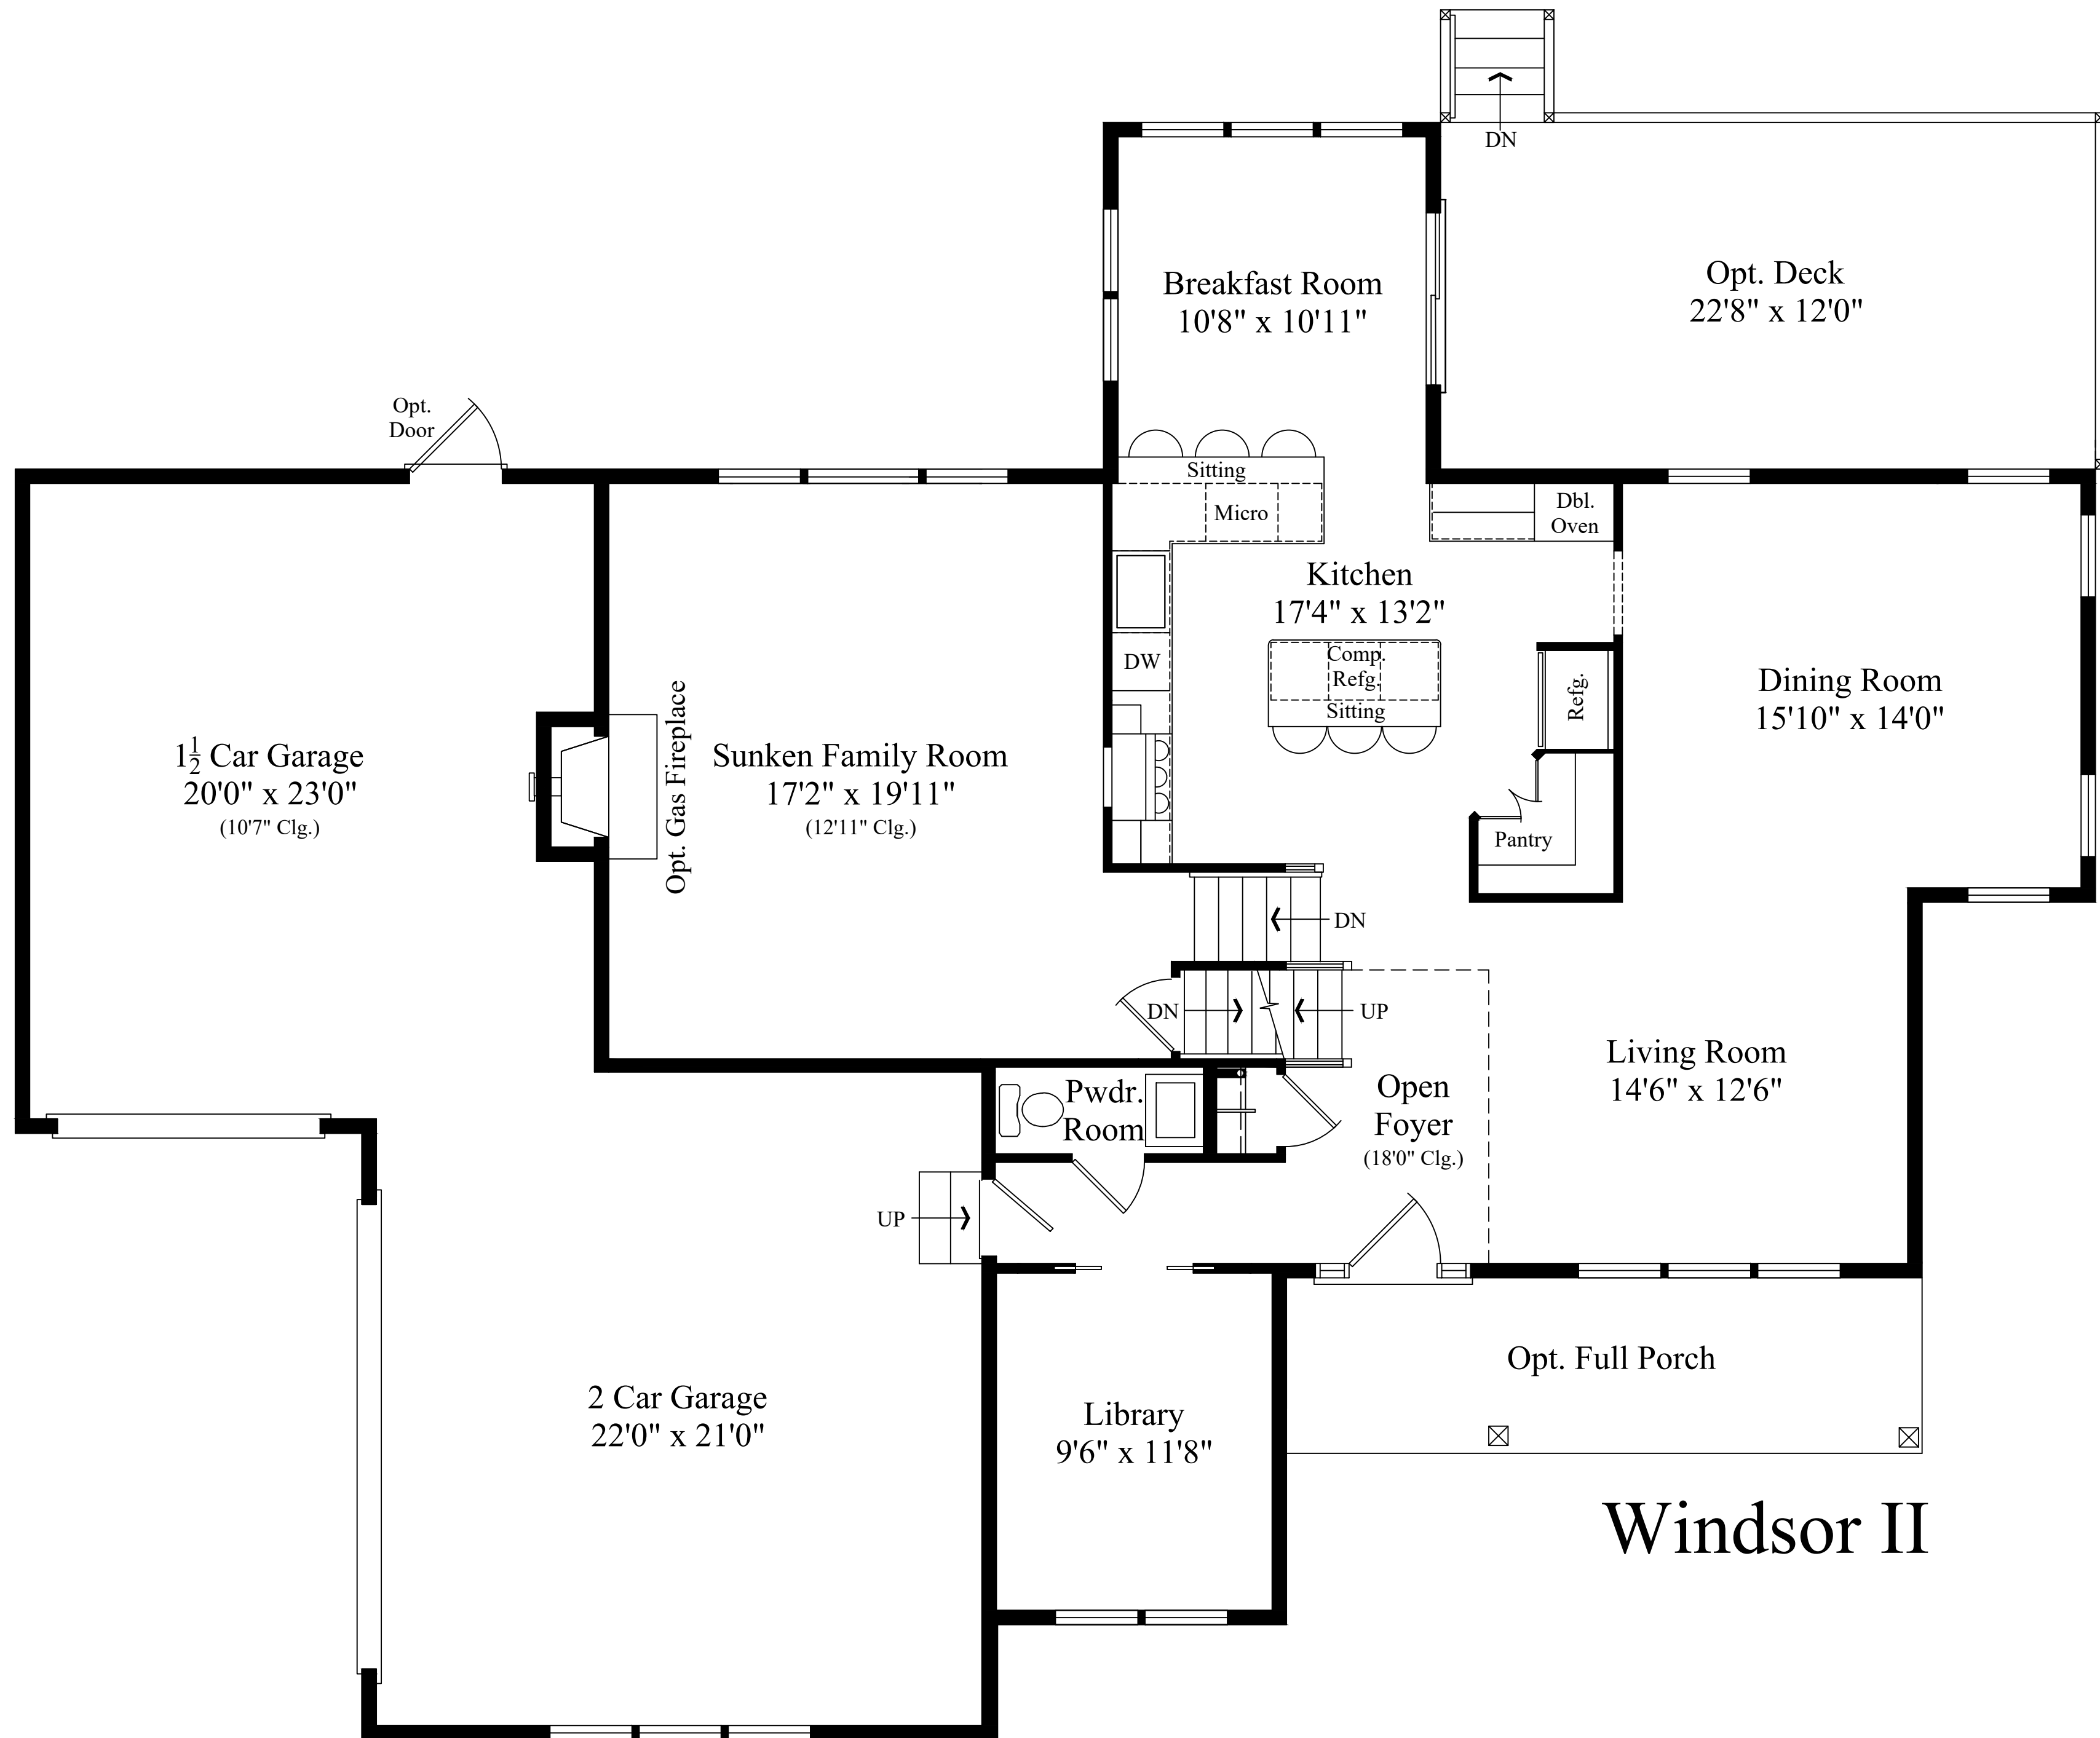 DN
Breakfast Room
10'8" x 10'11"
Opt. Deck
22'8" x 12'0"
Opt.
Door
Sitting
Micro
Dbl.
Oven
Kitchen
17'4" x 13'2"
DW
Comp.
Refg.
Sitting
Refg.
Dining Room
15'10" x 14'0"
1½ Car Garage
20'0" x 23'0"
(10'7" Clg.)
Opt. Gas Fireplace
Sunken Family Room
17'2" x 19'11"
(12'11" Clg.)
Pantry
DN
DN
UP
Living Room
14'6" x 12'6"
Pwdr.
Room
Open
Foyer
(18'0" Clg.)
UP
Opt. Full Porch
2 Car Garage
22'0" x 21'0"
Library
9'6" x 11'8"
Windsor II